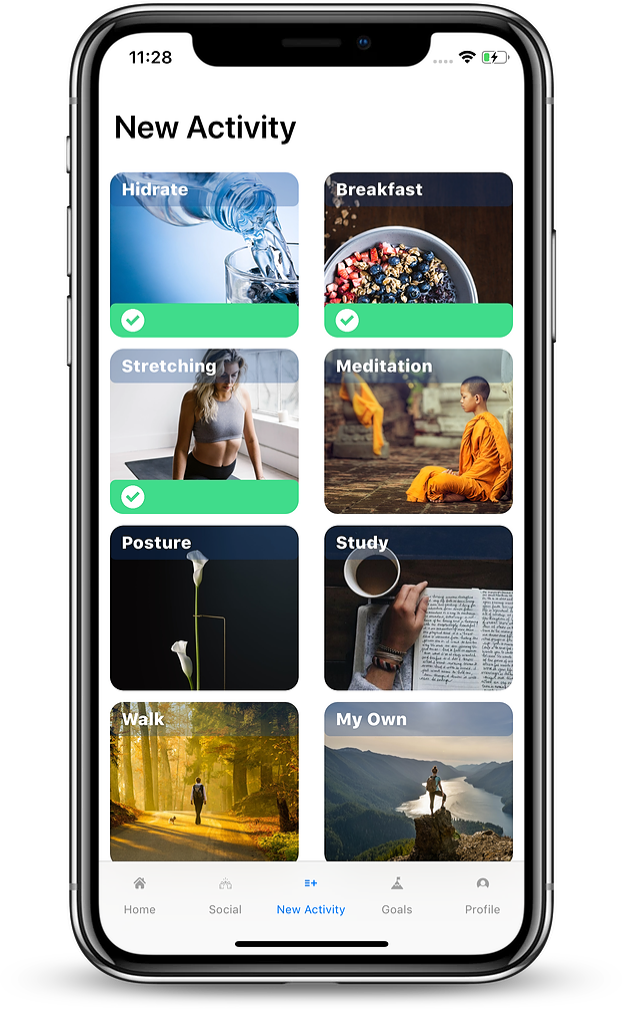 11:28
New Activity
Hidrate
Breakfast
Stretching
Meditation
Posture
Study
Walk
My Own
Home
Social
New Activity
Goals
Profile